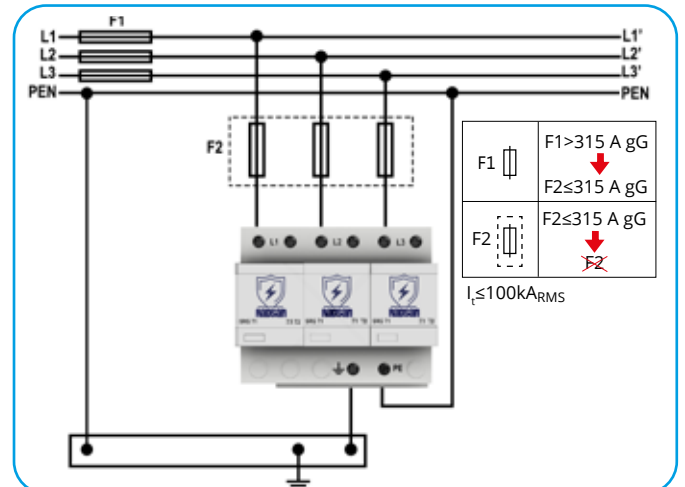 F1
L1 L1'
L2 L2'
L3 L3'
PEN PEN
F2
F1 F1>315 A gG
F2≤315 A gG
F2 F2≤315 A gG
F2
It≤100kARMS
L1 L2 L3
PE